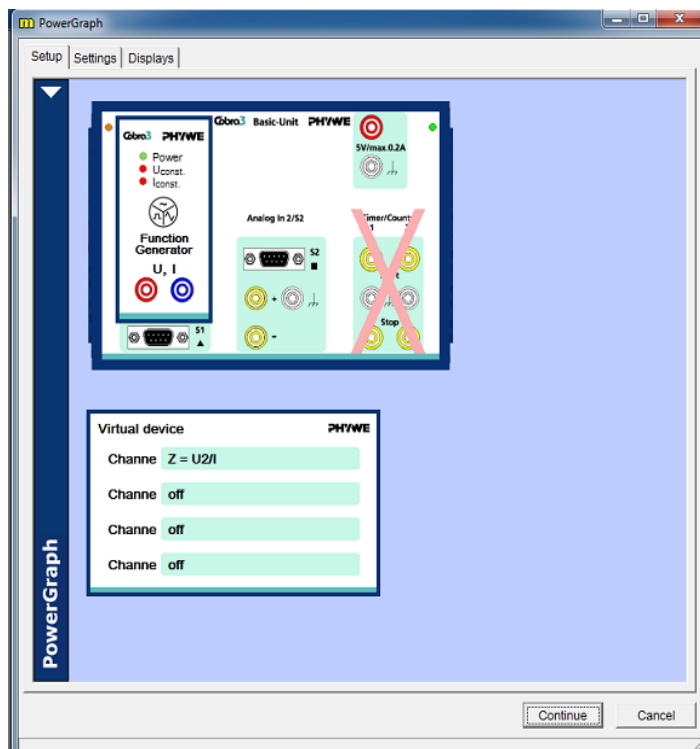 PowerGraph
Setup Settings Displays
Cobra3 Basic-Unit PHYWE
Cobra3 PHYWE
5V/max.0.2A
Power
Uconst.
Iconst.
Analog In 2/S2
Timer/Count
1
Function
Generator
S2
U, I
+
Stop
S1
-
Virtual device PHYWE
Channe Z = U2/I
Channe off
Channe off
Channe off
PowerGraph
Continue Cancel